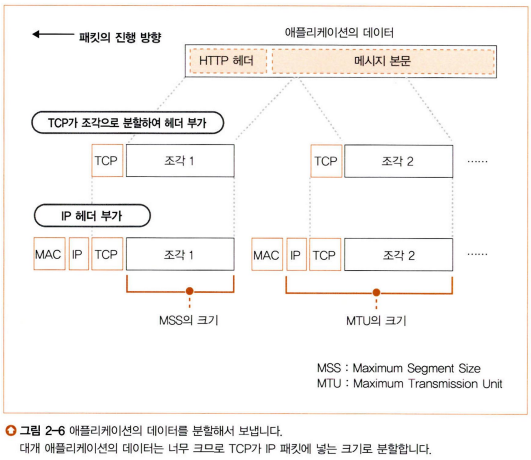 애플리케이션의 데이터
패킷의 진행 방향
HTTP 헤더 메시지 본문
TCP가 조각으로 분할하여 헤더 부가
TCP 조각 1 TCP 조각 2 ······
IP 헤더 부가
MAC IP TCP 조각 1 MAC IP TCP 조각 2 ······
MSS의 크기 MTU의 크기
MSS : Maximum Segment Size
MTU : Maximum Transmission Unit
그림 2-6 애플리케이션의 데이터를 분할해서 보냅니다.
대개 애플리케이션의 데이터는 너무 크므로 TCP가 IP 패킷에 넣는 크기로 분할합니다.